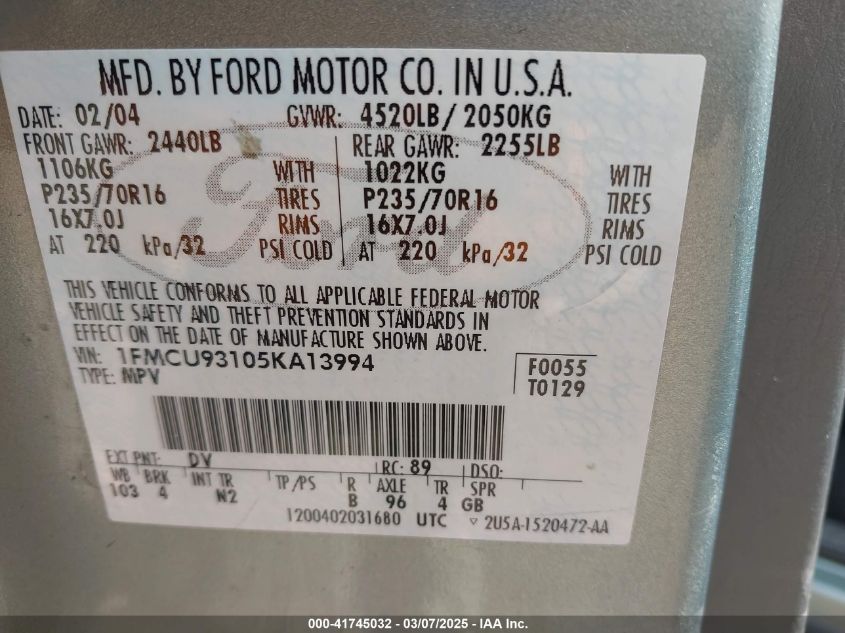 MFD. BY FORD MOTOR CO. IN U.S.A.
DATE: 02/04 GVWR: 4520LB/ 2050KG
FRONT GAWR: 2440LB REAR GAWR: 2255LB
1106KG WITH 1022KG WITH
P235/70R16 TIRES P235/70R16 TIRES
16X7.0J RIMS 16X7.0J RIMS
AT 220 kPa/32 PSI COLD AT 220 kPa/32 PSI COLD
Ford
THIS VEHICLE CONFORMS TO ALL APPLICABLE FEDERAL MOTOR
VEHICLE SAFETY AND THEFT PREVENTION STANDARDS IN
EFFECT ON THE DATE OF MANUFACTURE SHOWN ABOVE.
VIN: 1FMCU93105KA13994 F0055
TYPE: MPV T0129
EXT PNT: DV RC: 89 DSO:
WB BRK INT TR TP/PS R AXLE TR SPR
103 4 N2 B 96 4 GB
1200402031680 UTC ▽ 2U5A-1520472-AA
000-41745032 - 03/07/2025 - IAA Inc.